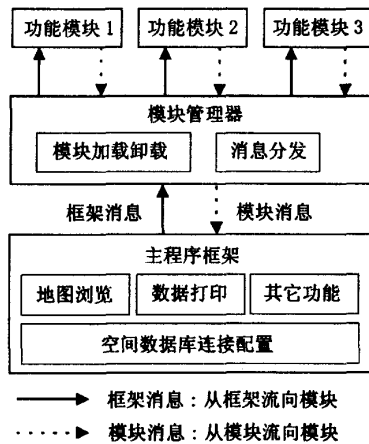 功能模块1 功能模块2 功能模块3
模块管理器
模块加载卸载 消息分发
框架消息 模块消息
主程序框架
地图浏览 数据打印 其它功能
空间数据库连接配置
框架消息：从框架流向模块
模块消息：从模块流向框架